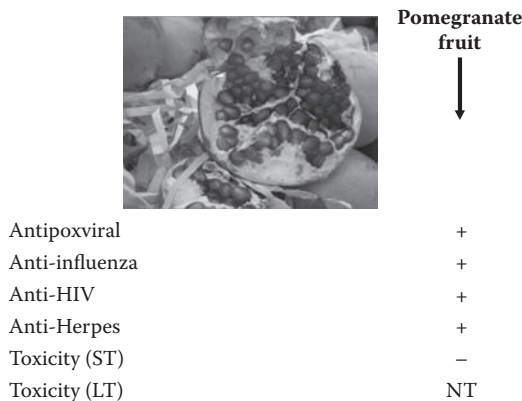 Pomegranate
fruit
Antipoxviral +
Anti-influenza +
Anti-HIV +
Anti-Herpes +
Toxicity (ST) –
Toxicity (LT) NT